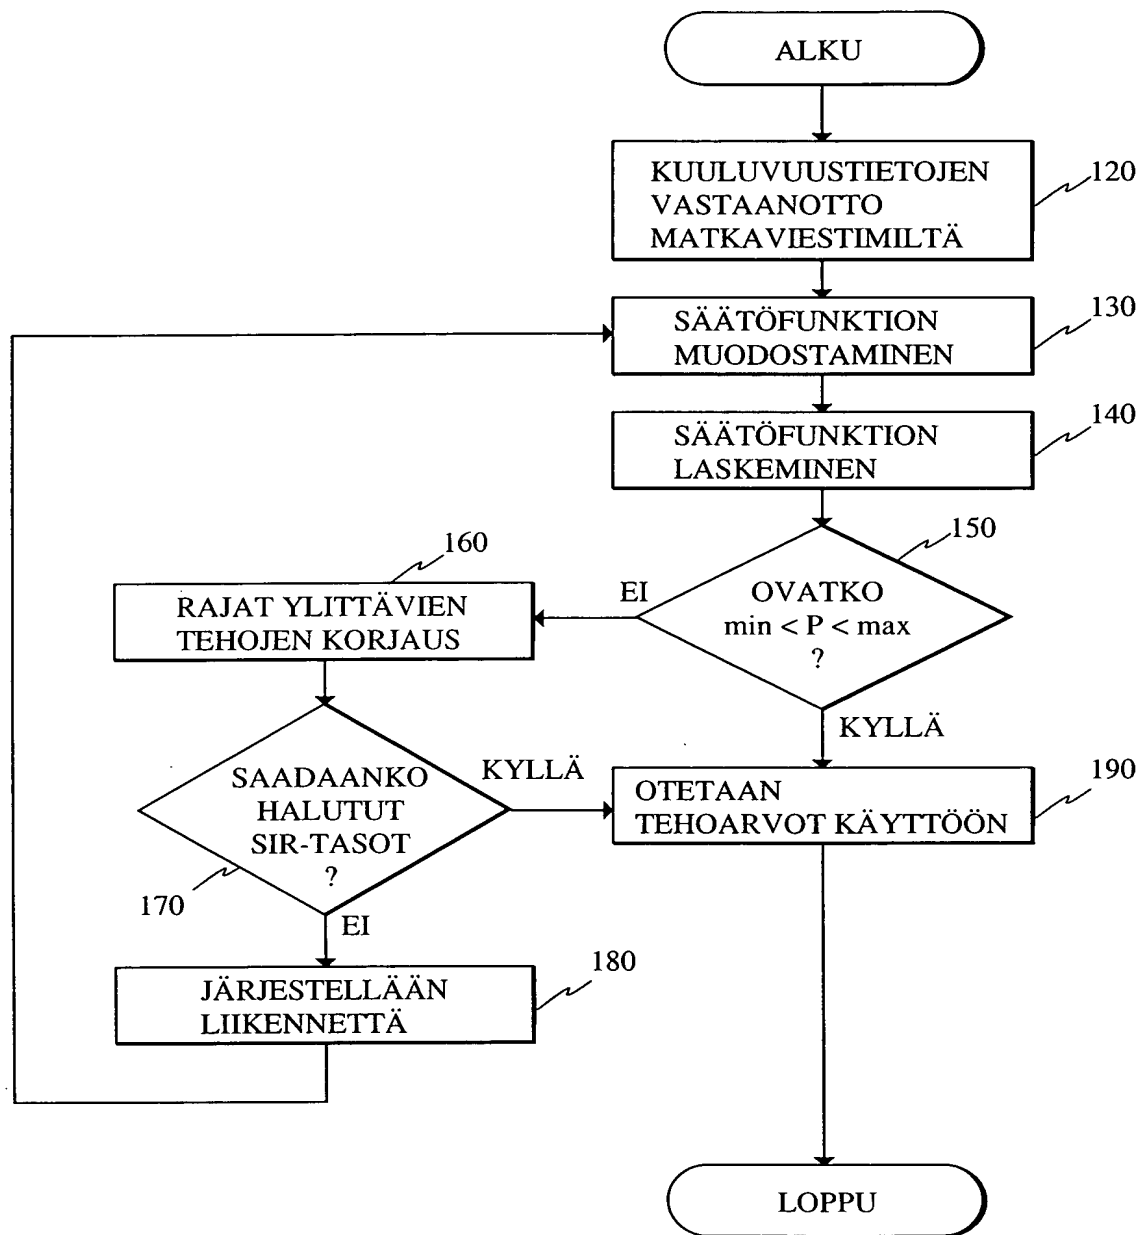 ALKU
KUULUVUUSTIETOJEN
VASTAANOTTO
MATKAVIESTIMILTÄ
120
SÄÄTÖFUNKTION
MUODOSTAMINEN
130
SÄÄTÖFUNKTION
LASKEMINEN
140
150
OVATKO
min < P < max
?
EI
KYLLÄ
160
RAJAT YLITTÄVIEN
TEHOJEN KORJAUS
SAADAANKO
HALUTUT
SIR-TASOT
?
170
KYLLÄ
EI
OTETAAN
TEHOARVOT KÄYTTÖÖN
190
JÄRJESTELLÄÄN
LIIKENNETTÄ
180
LOPPU